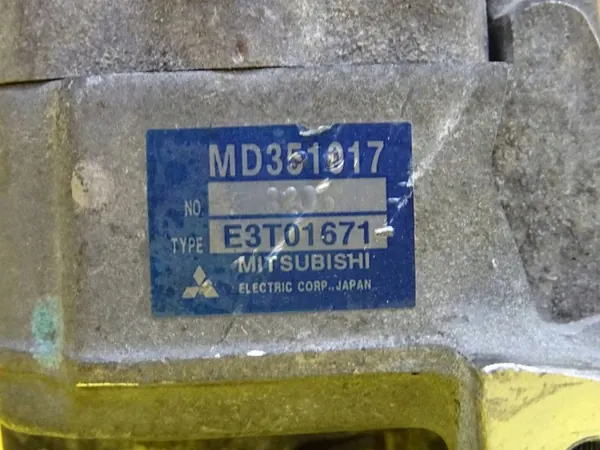 MD351017
NO
TYPE E3T01671
MITSUBISHI
ELECTRIC CORP., JAPAN